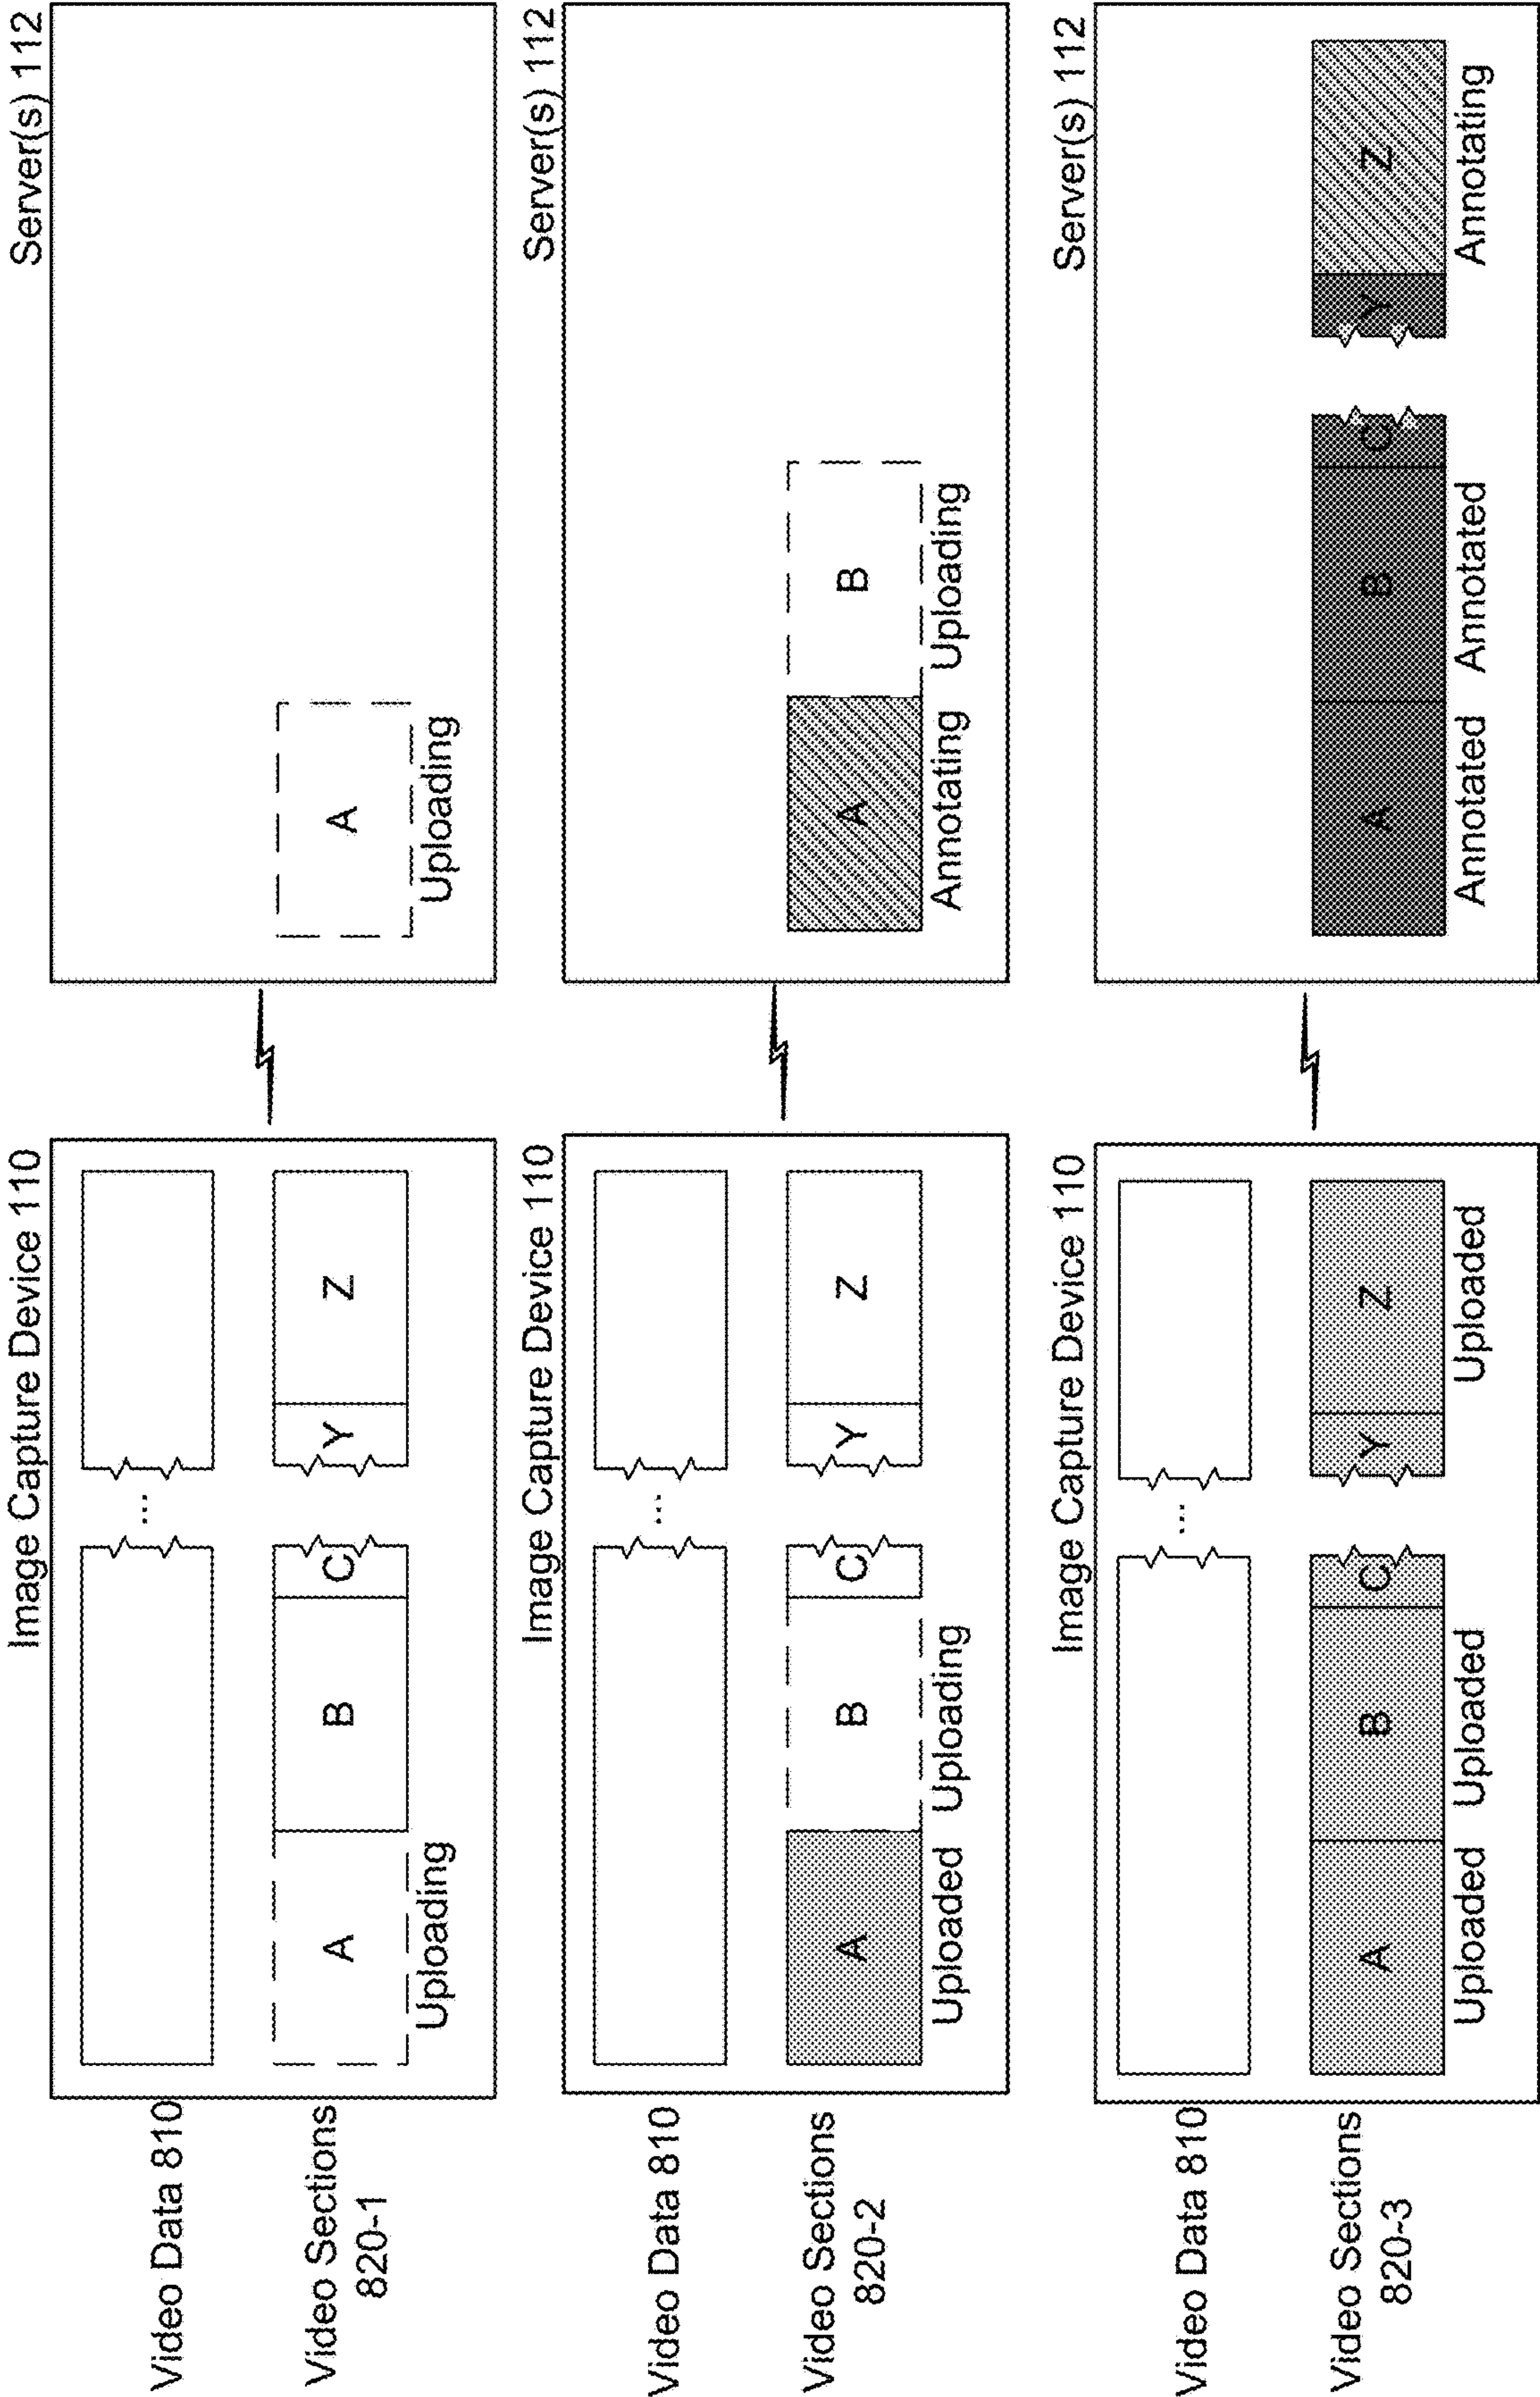 Image Capture Device 110
Server(s) 112
Video Data 810
...
Video Sections
820-1
A B C Y Z
Uploading
A
Uploading
Image Capture Device 110
Server(s) 112
Video Data 810
...
Video Sections
820-2
A B C Y Z
Uploaded Uploading
A B
Annotating Uploading
Image Capture Device 110
Server(s) 112
Video Data 810
...
Video Sections
820-3
A B C Y Z
Uploaded Uploaded Uploaded
A B C Y Z
Annotated Annotated Annotating